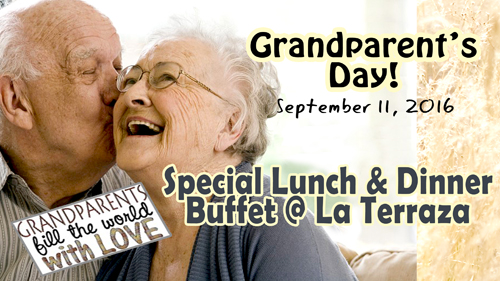 Grandparent's
Day!
September 11, 2016
Special Lunch & Dinner
Buffet @ La Terraza
GRANDPARENTS
fill the world
with LOVE